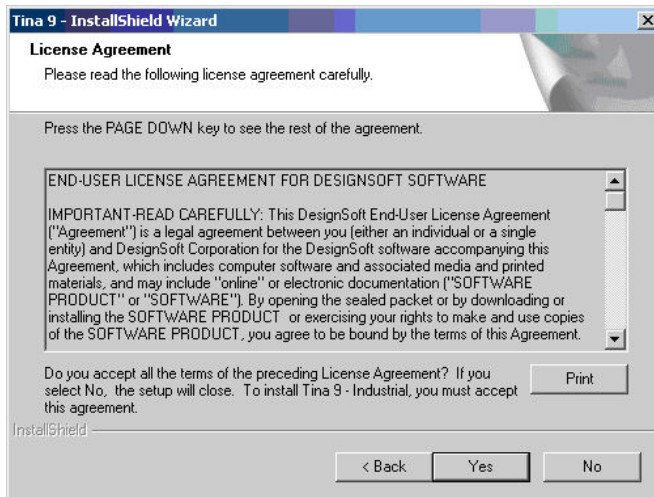 Tina 9 - InstallShield Wizard
License Agreement
Please read the following license agreement carefully.
Press the PAGE DOWN key to see the rest of the agreement.
END-USER LICENSE AGREEMENT FOR DESIGNSOFT SOFTWARE
IMPORTANT-READ CAREFULLY: This DesignSoft End-User License Agreement
("Agreement") is a legal agreement between you (either an individual or a single
entity) and DesignSoft Corporation for the DesignSoft software accompanying this
Agreement, which includes computer software and associated media and printed
materials, and may include "online" or electronic documentation ("SOFTWARE
PRODUCT" or "SOFTWARE"). By opening the sealed packet or by downloading or
installing the SOFTWARE PRODUCT or exercising your rights to make and use copies
of the SOFTWARE PRODUCT, you agree to be bound by the terms of this Agreement.
Do you accept all the terms of the preceding License Agreement? If you
select No, the setup will close. To install Tina 9 - Industrial, you must accept
this agreement.
Print
InstallShield
< Back
Yes
No